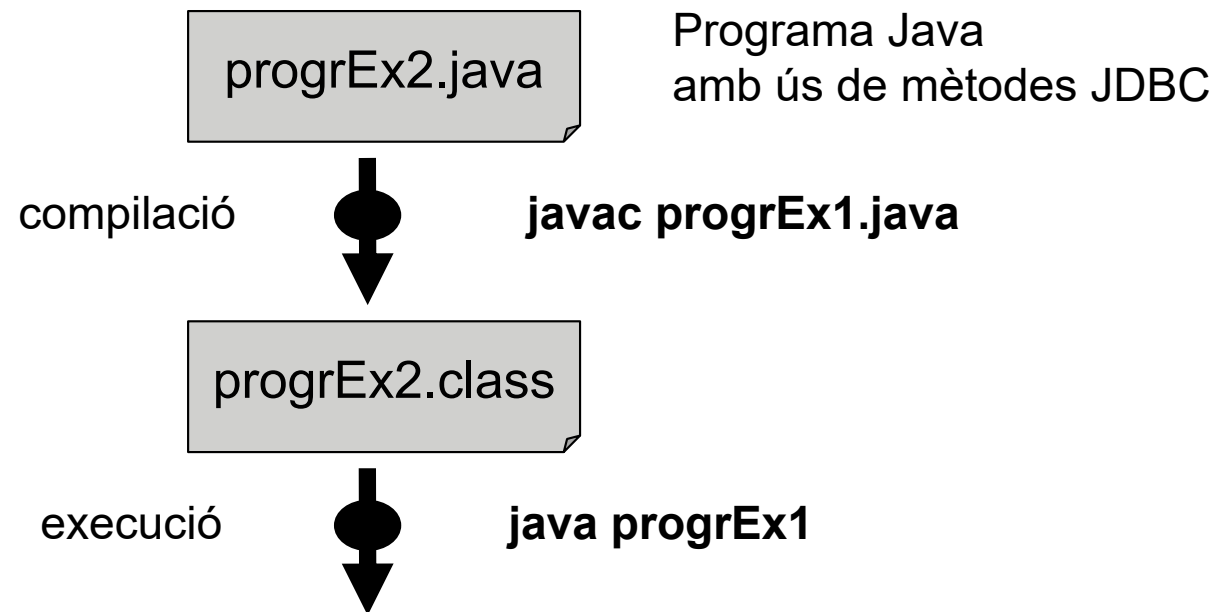 progrEx2.java
Programa Java
amb ús de mètodes JDBC
compilació
javac progrEx1.java
progrEx2.class
execució
java progrEx1